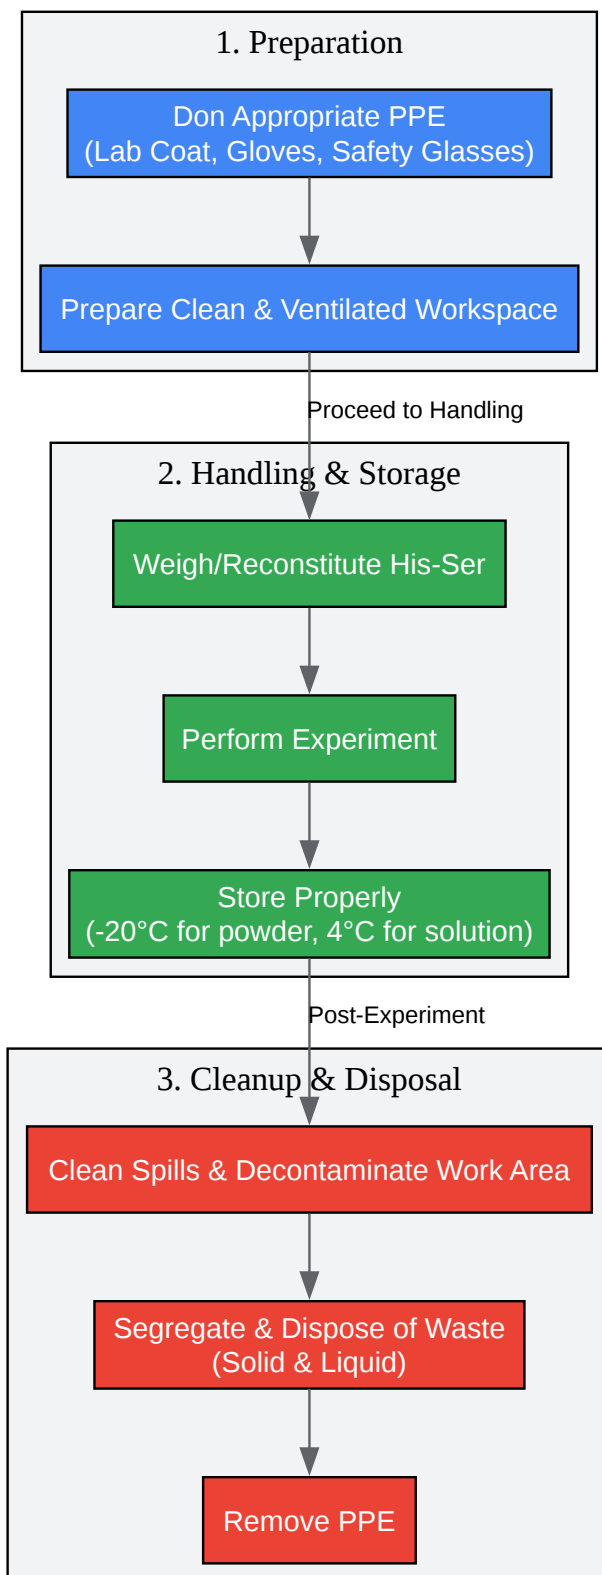 1. Preparation
Don Appropriate PPE
(Lab Coat, Gloves, Safety Glasses)
Prepare Clean & Ventilated Workspace
Proceed to Handling
2. Handling & Storage
Weigh/Reconstitute His-Ser
Perform Experiment
Store Properly
(-20°C for powder, 4°C for solution)
Post-Experiment
3. Cleanup & Disposal
Clean Spills & Decontaminate Work Area
Segregate & Dispose of Waste
(Solid & Liquid)
Remove PPE